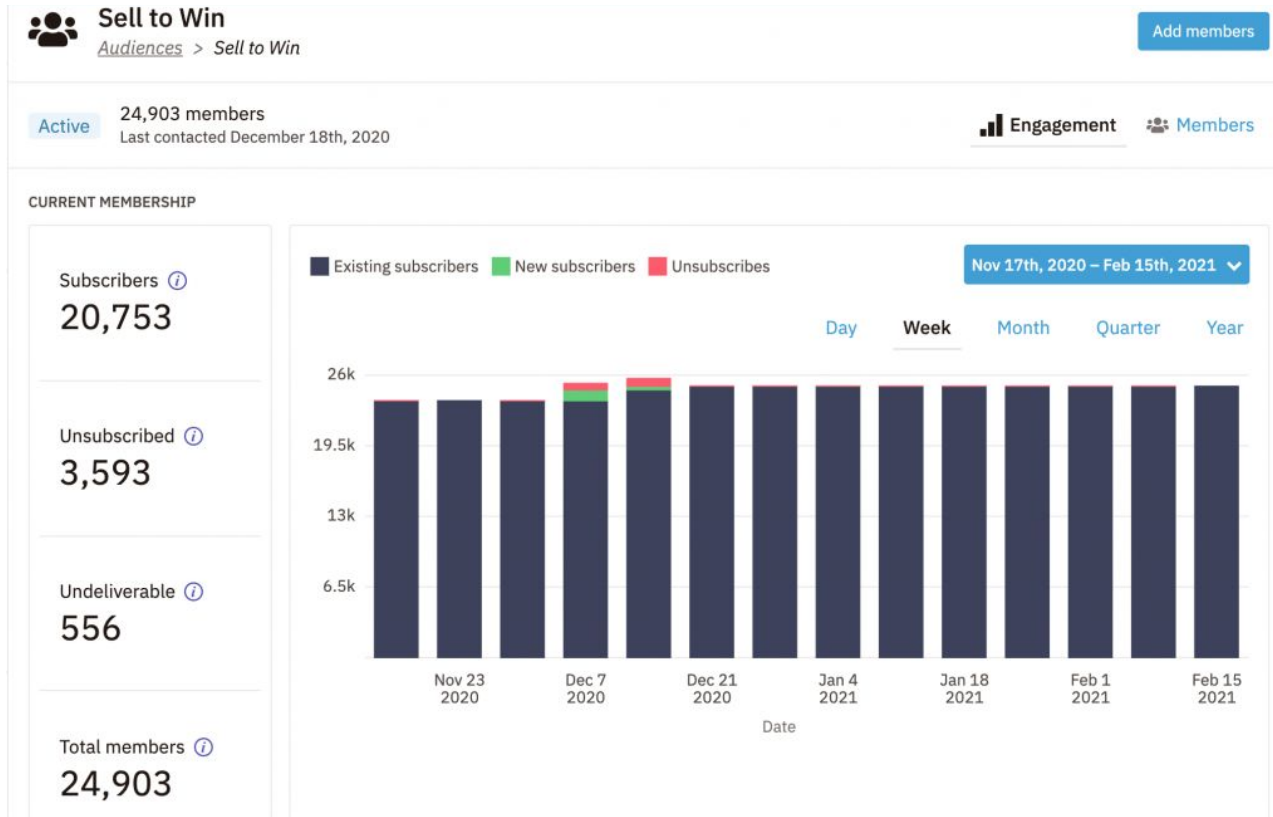 Sell to Win
Audiences > Sell to Win
Add members
Active
24,903 members
Last contacted December 18th, 2020
Engagement
Members
CURRENT MEMBERSHIP
Subscribers
20,753
Unsubscribed
3,593
Undeliverable
556
Total members
24,903
Existing subscribers New subscribers Unsubscribes
Nov 17th, 2020 – Feb 15th, 2021
Day Week Month Quarter Year
26k
19.5k
13k
6.5k
Nov 23 Dec 7 Dec 21 Jan 4 Jan 18 Feb 1 Feb 15
2020 2020 2020 2021 2021 2021 2021
Date